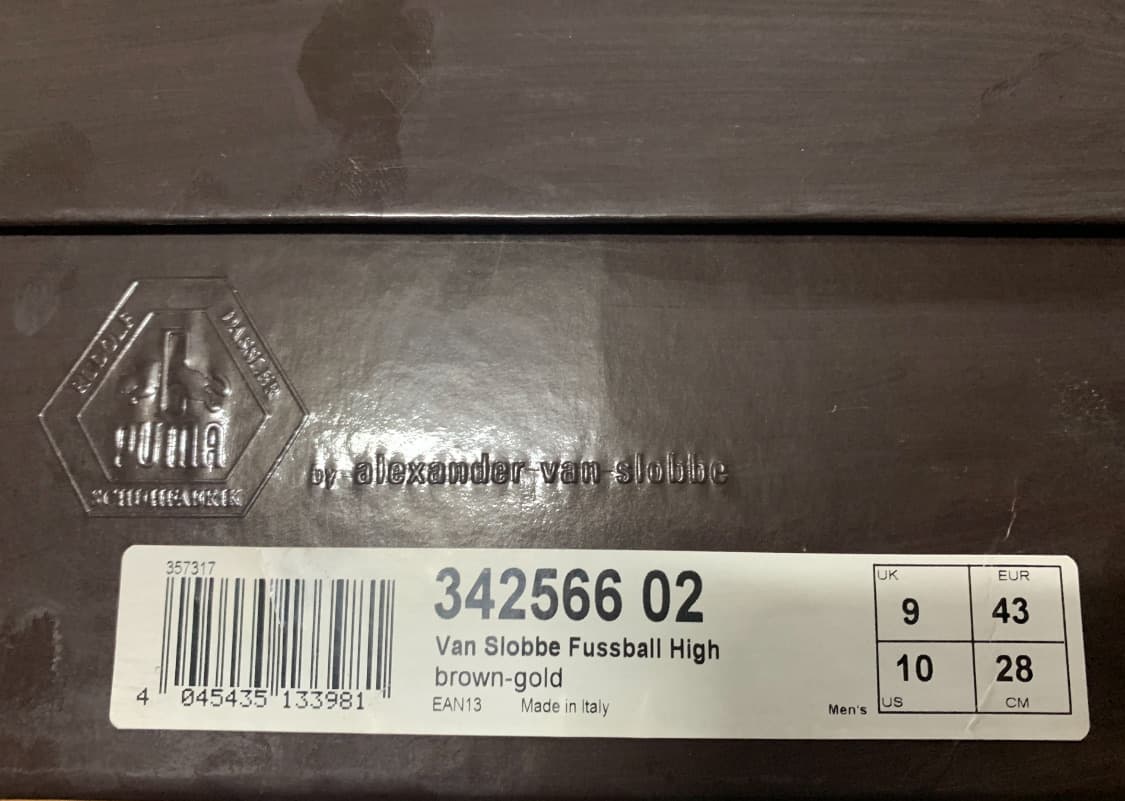 RUDOLF DASSLER
PUMA
SCHUHFABRIK
by alexander van slobbe
357317
4 045435 133981
342566 02
Van Slobbe Fussball High
brown-gold
EAN13 Made in Italy
Men's
UK EUR
9 43
10 28
US CM